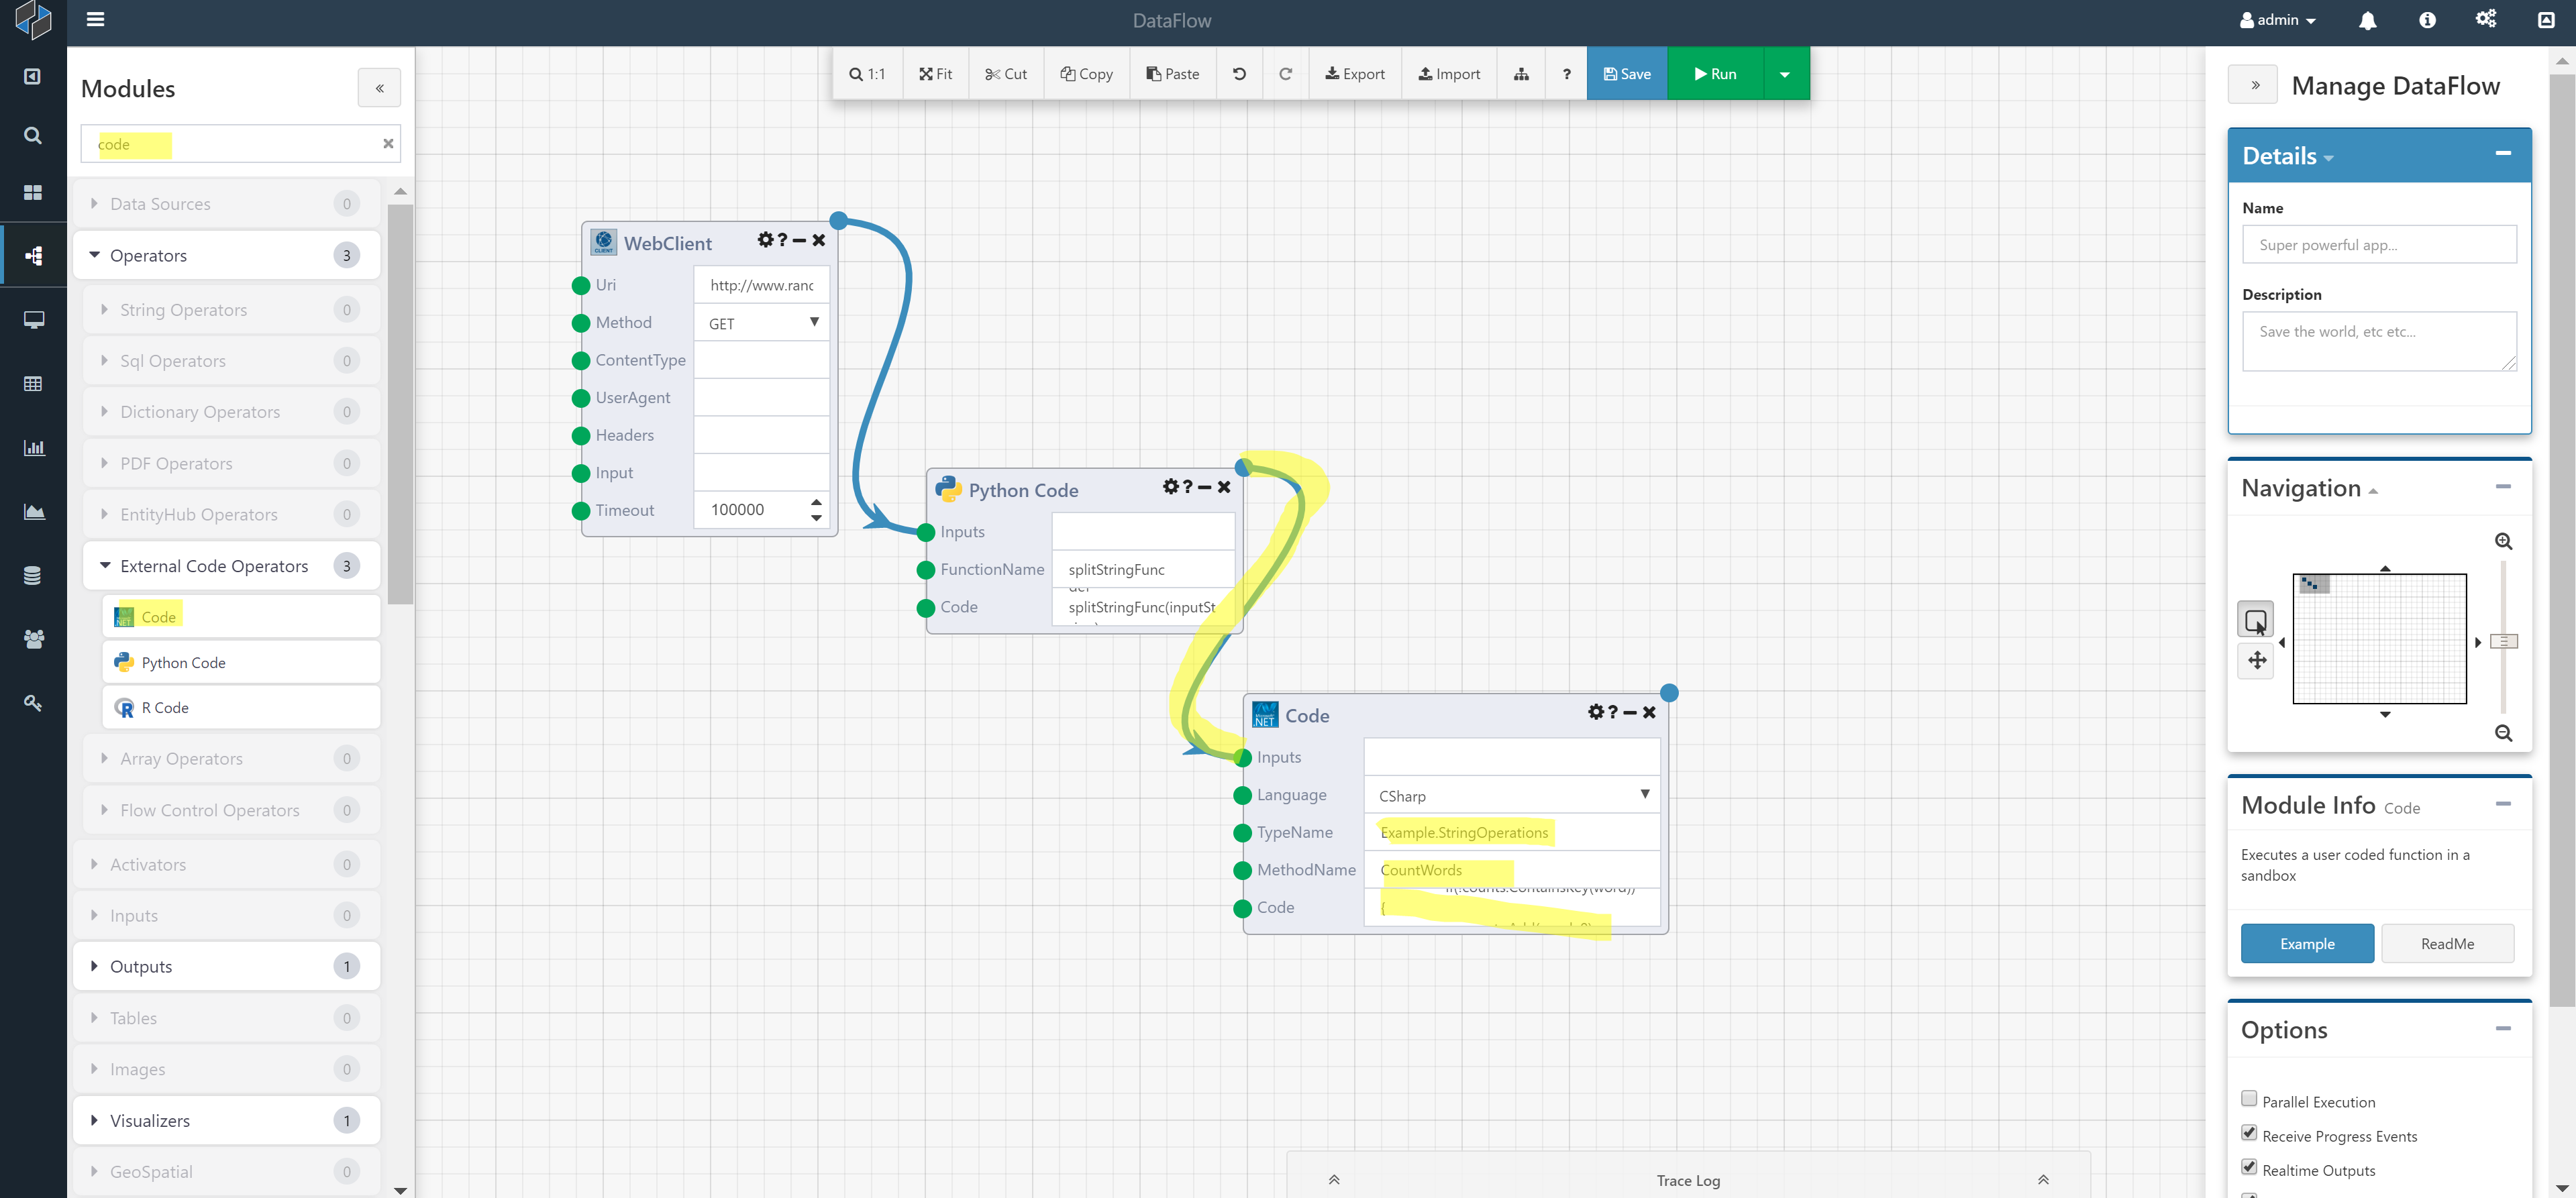 DataFlow
admin
Modules
code
Data Sources 0
Operators 3
String Operators 0
Sql Operators 0
Dictionary Operators 0
PDF Operators 0
EntityHub Operators 0
External Code Operators 3
Code
Python Code
R Code
Array Operators 0
Flow Control Operators 0
Activators 0
Inputs 0
Outputs 1
Tables 0
Images 0
Visualizers 1
GeoSpatial 0
1:1 Fit Cut Copy Paste Export Import ? Save Run
WebClient ?
Uri http://www.ranc
Method GET
ContentType
UserAgent
Headers
Input
Timeout 100000
Python Code ?
Inputs
FunctionName splitStringFunc
Code splitStringFunc(inputSt
.NET Code ?
Inputs
Language CSharp
TypeName Example.StringOperations
MethodName CountWords
if(!counts.ContainsKey(word))
Code {
Trace Log
Manage DataFlow
Details
Name
Super powerful app...
Description
Save the world, etc etc...
Navigation
Module Info Code
Executes a user coded function in a
sandbox
Example ReadMe
Options
Parallel Execution
Receive Progress Events
Realtime Outputs